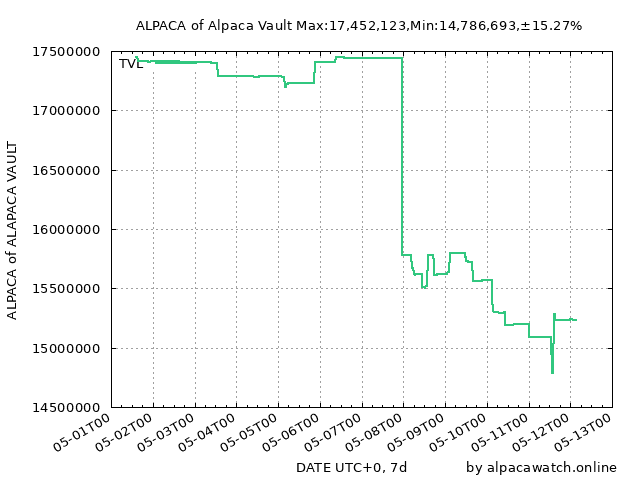 ALPACA of Alpaca Vault Max:17,452,123,Min:14,786,693,±15.27%
TVL
17500000
17000000
16500000
16000000
15500000
15000000
14500000
ALPACA of ALAPACA VAULT
05-01T00
05-02T00
05-03T00
05-04T00
05-05T00
05-06T00
05-07T00
05-08T00
05-09T00
05-10T00
05-11T00
05-12T00
05-13T00
DATE UTC+0, 7d
by alpacawatch.online